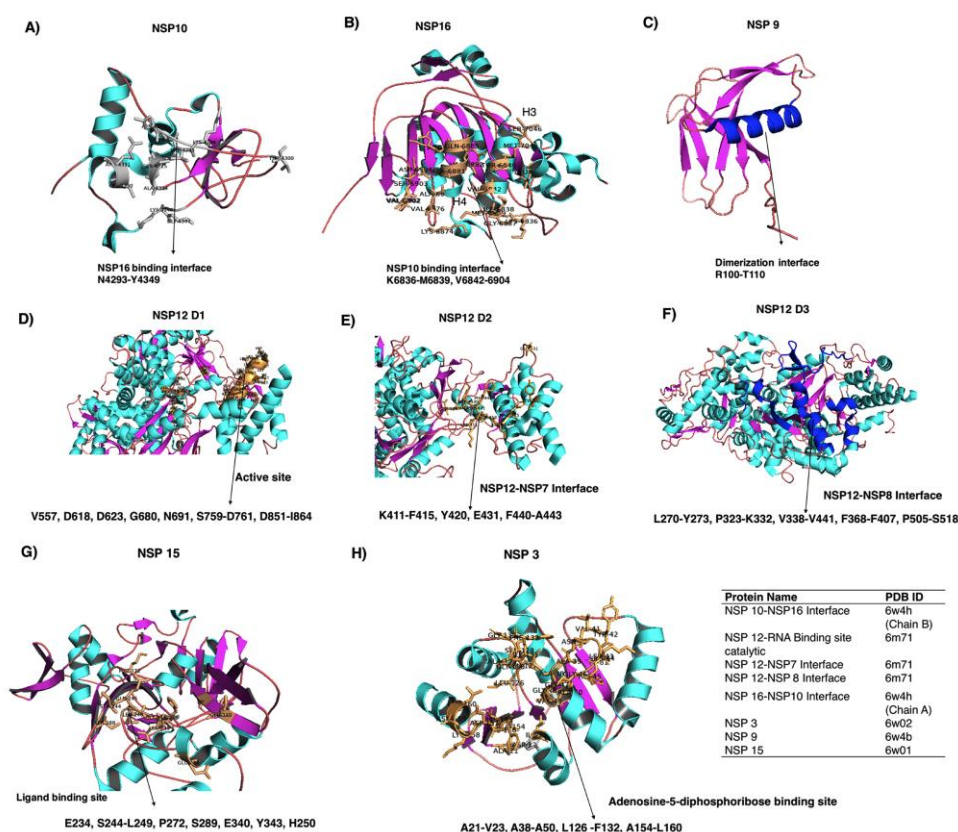 A)
NSP10
NSP16 binding interface
N4293-Y4349
B)
NSP16
H3
H4
LYS-6874
NSP10 binding interface
K6836-M6839, V6842-6904
C)
NSP 9
Dimerization interface
R100-T110
D)
NSP12 D1
Active site
V557, D618, D623, G680, N691, S759-D761, D851-I864
E)
NSP12 D2
NSP12-NSP7 Interface
K411-F415, Y420, E431, F440-A443
F)
NSP12 D3
NSP12-NSP8 Interface
L270-Y273, P323-K332, V338-V441, F368-F407, P505-S518
G)
NSP 15
Ligand binding site
E234, S244-L249, P272, S289, E340, Y343, H250
H)
NSP 3
Adenosine-5-diphosphoribose binding site
A21-V23, A38-A50, L126 -F132, A154-L160
Protein Name PDB ID
NSP 10-NSP16 Interface 6w4h
(Chain B)
NSP 12-RNA Binding site 6m71
catalytic
NSP 12-NSP7 Interface 6m71
NSP 12-NSP 8 Interface 6m71
NSP 16-NSP10 Interface 6w4h
(Chain A)
NSP 3 6w02
NSP 9 6w4b
NSP 15 6w01